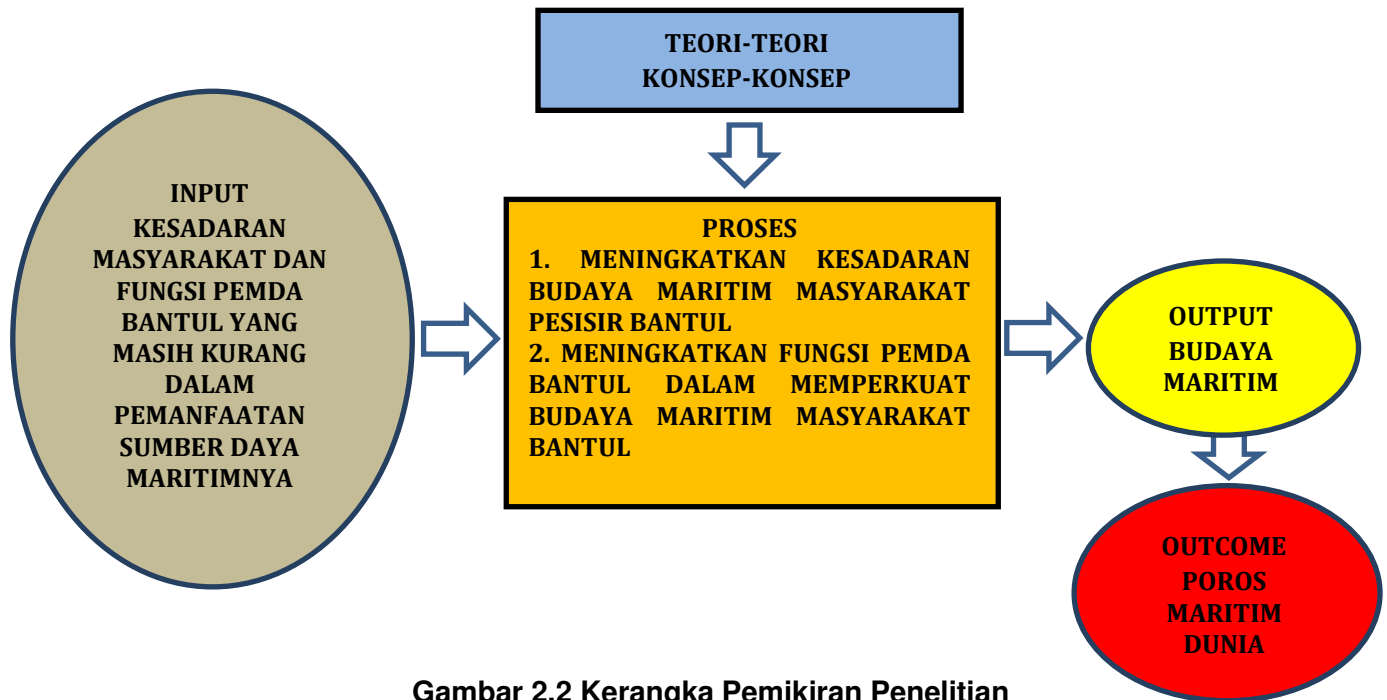 TEORI-TEORI
KONSEP-KONSEP
INPUT
KESADARAN
MASYARAKAT DAN
FUNGSI PEMDA
BANTUL YANG
MASIH KURANG
DALAM
PEMANFAATAN
SUMBER DAYA
MARITIMNYA
PROSES
1. MENINGKATKAN KESADARAN
BUDAYA MARITIM MASYARAKAT
PESISIR BANTUL
2. MENINGKATKAN FUNGSI PEMDA
BANTUL DALAM MEMPERKUAT
BUDAYA MARITIM MASYARAKAT
BANTUL
OUTPUT
BUDAYA
MARITIM
OUTCOME
POROS
MARITIM
DUNIA
Gambar 2.2 Kerangka Pemikiran Penelitian